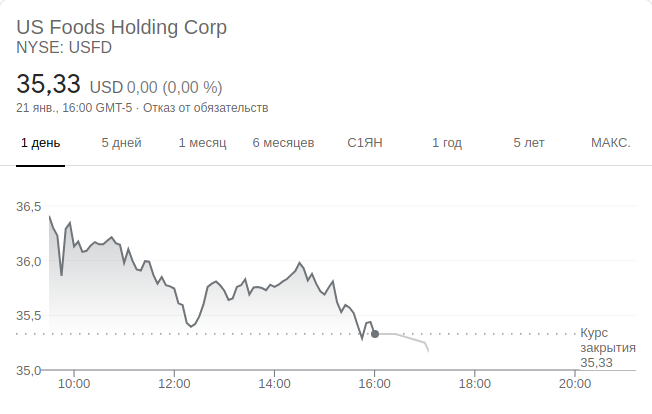 US Foods Holding Corp
NYSE: USFD
35,33 USD 0,00 (0,00 %)
21 янв., 16:00 GMT-5 · Отказ от обязательств
1 день 5 дней 1 месяц 6 месяцев С1ЯН 1 год 5 лет МАКС.
36,5
36,0
35,5
35,0
Курс
закрытия
35,33
10:00 12:00 14:00 16:00 18:00 20:00